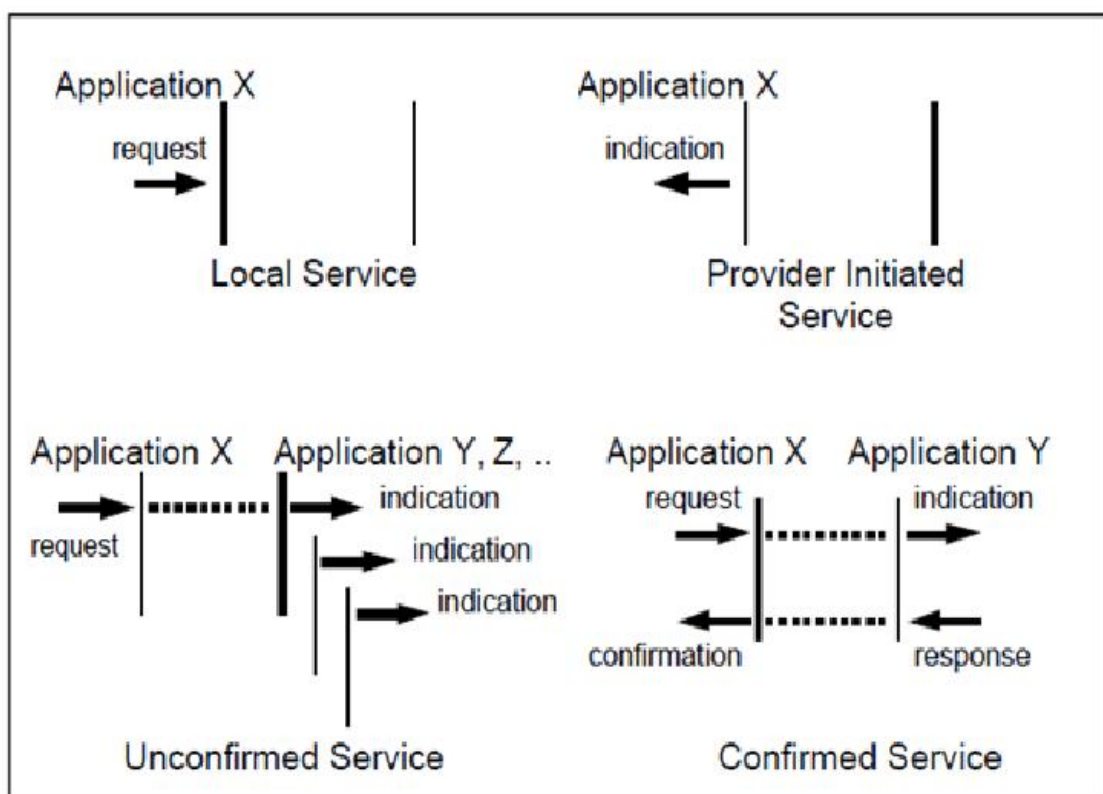 Application X
request
Local Service
Application X
indication
Provider Initiated
Service
Application X
Application Y, Z, ..
request
indication
indication
indication
Unconfirmed Service
Application X
Application Y
request
indication
confirmation
response
Confirmed Service